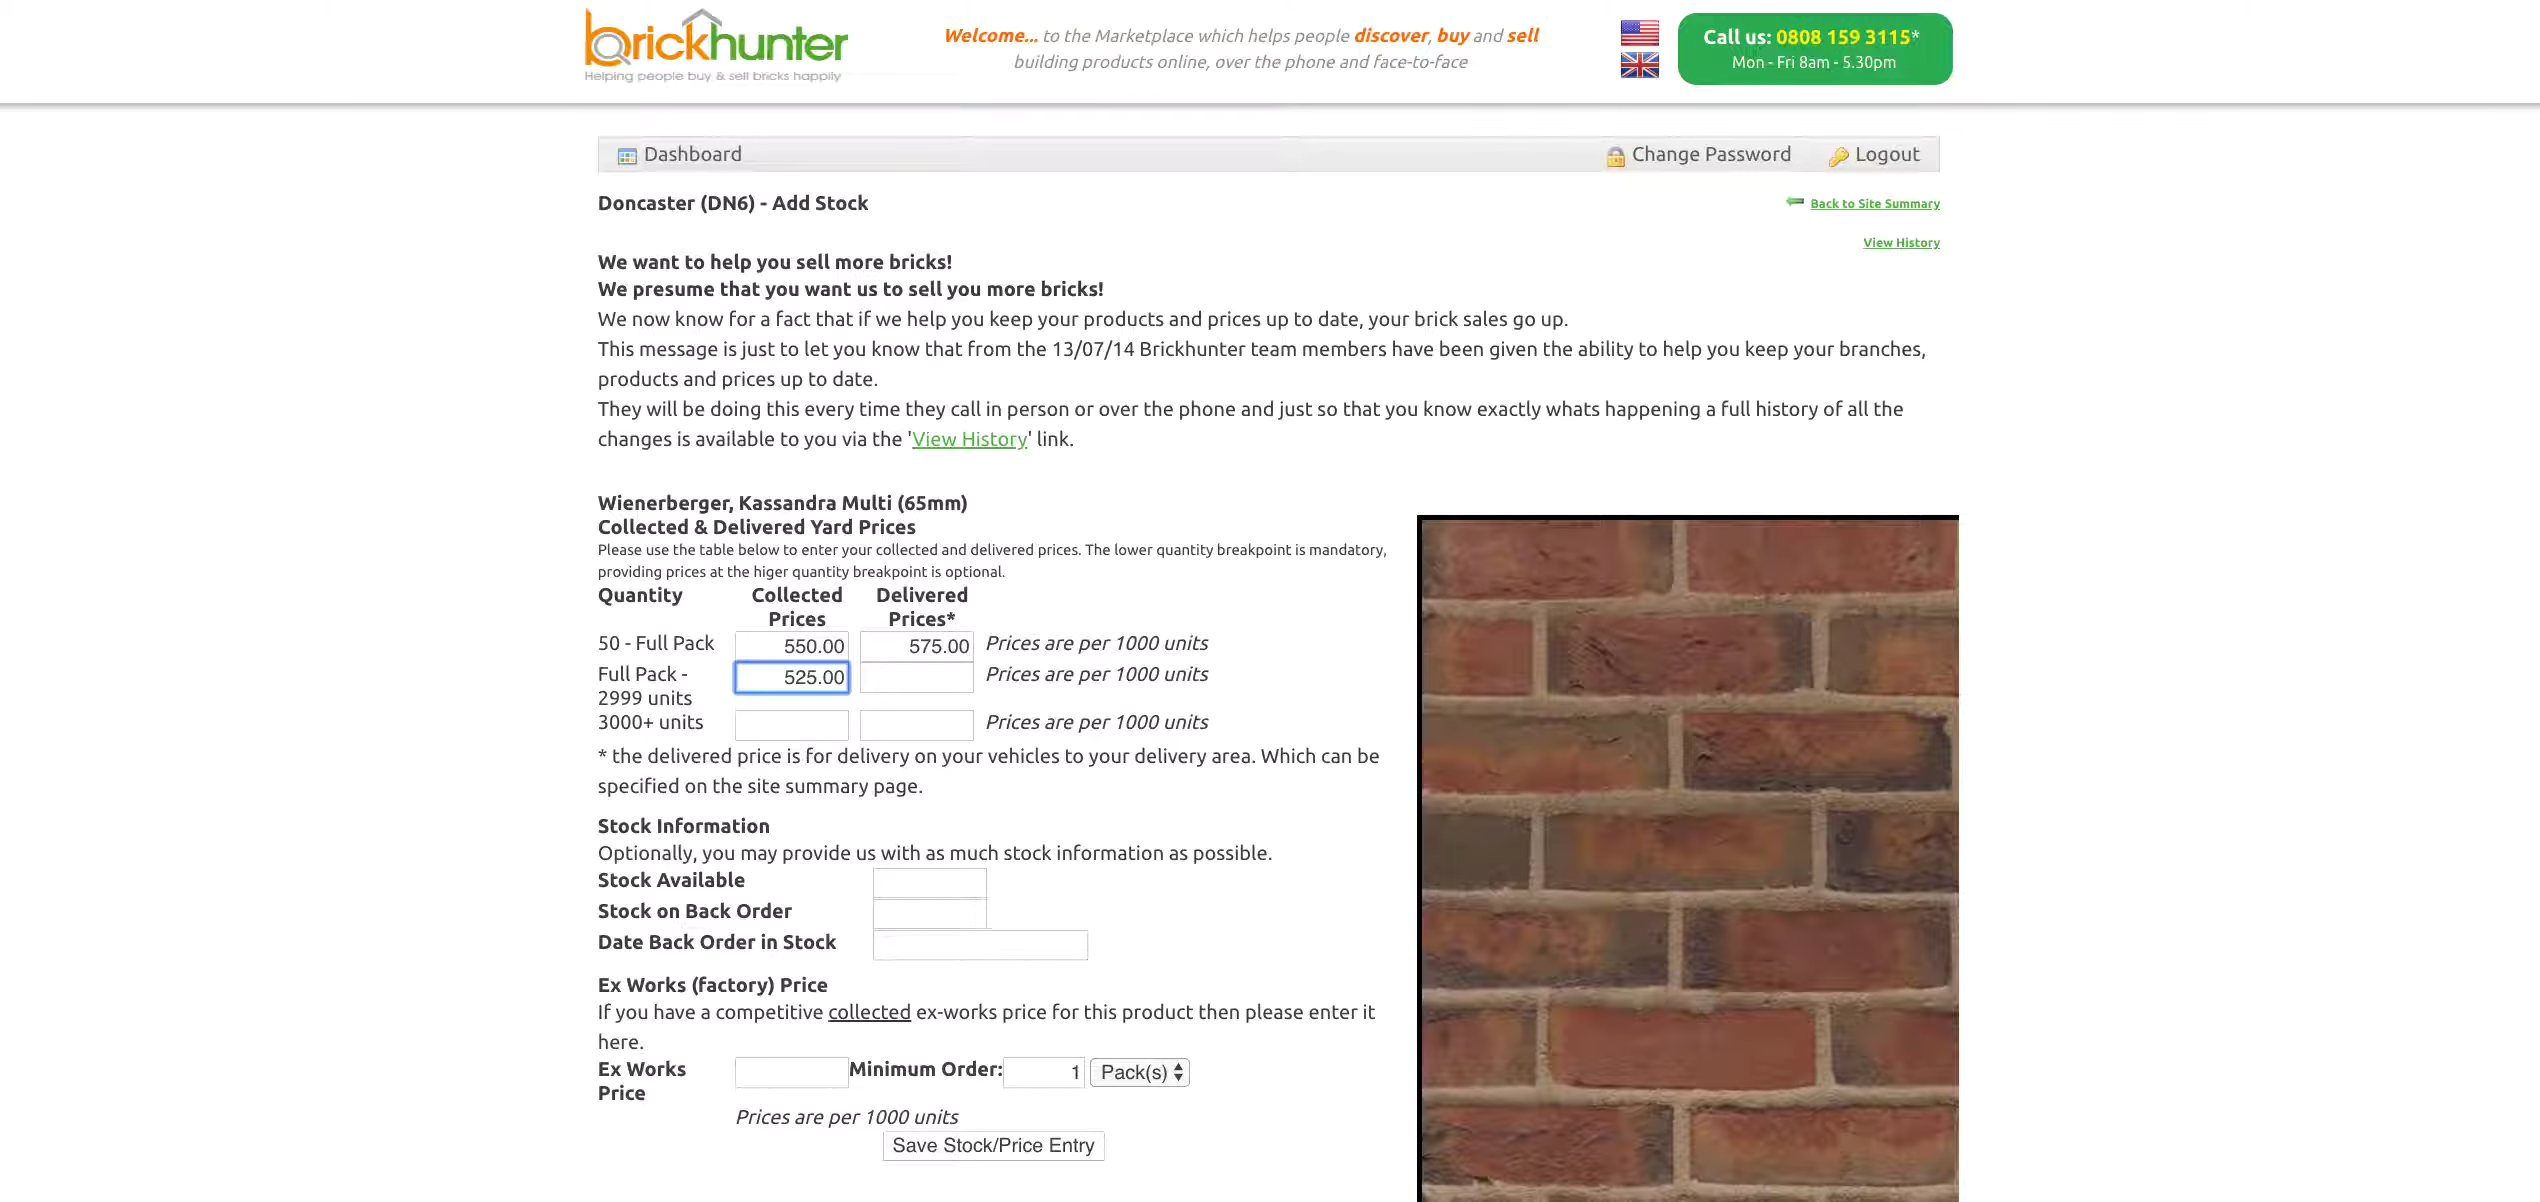 brickhunter
Helping people buy & sell bricks happily
Welcome... to the Marketplace which helps people discover, buy and sell
building products online, over the phone and face-to-face
Call us: 0808 159 3115*
Mon - Fri 8am - 5.30pm
Dashboard
Change Password
Logout
Doncaster (DN6) - Add Stock
Back to Site Summary
View History
We want to help you sell more bricks!
We presume that you want us to sell you more bricks!
We now know for a fact that if we help you keep your products and prices up to date, your brick sales go up.
This message is just to let you know that from the 13/07/14 Brickhunter team members have been given the ability to help you keep your branches,
products and prices up to date.
They will be doing this every time they call in person or over the phone and just so that you know exactly whats happening a full history of all the
changes is available to you via the 'View History' link.
Wienerberger, Kassandra Multi (65mm)
Collected & Delivered Yard Prices
Please use the table below to enter your collected and delivered prices. The lower quantity breakpoint is mandatory,
providing prices at the higer quantity breakpoint is optional.
Quantity Collected Delivered
Prices Prices*
50 - Full Pack 550.00 575.00 Prices are per 1000 units
Full Pack - 525.00 Prices are per 1000 units
2999 units
3000+ units Prices are per 1000 units
* the delivered price is for delivery on your vehicles to your delivery area. Which can be
specified on the site summary page.
Stock Information
Optionally, you may provide us with as much stock information as possible.
Stock Available
Stock on Back Order
Date Back Order in Stock
Ex Works (factory) Price
If you have a competitive collected ex-works price for this product then please enter it
here.
Ex Works Minimum Order: 1 Pack(s)
Price
Prices are per 1000 units
Save Stock/Price Entry